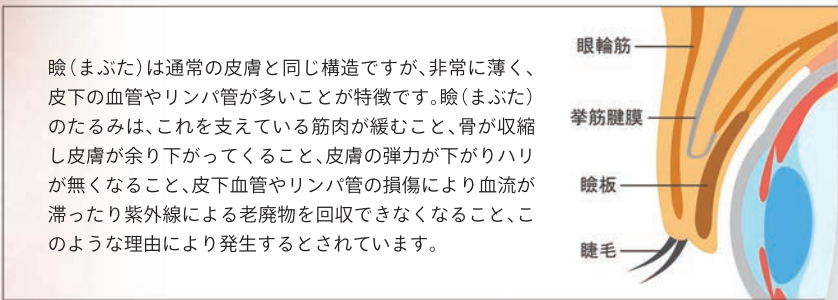 瞼（まぶた）は通常の皮膚と同じ構造ですが、非常に薄く、
皮下の血管やリンパ管が多いことが特徴です。瞼（まぶた）
のたるみは、これを支えている筋肉が緩むこと、骨が収縮
し皮膚が余り下がってくること、皮膚の弾力が下がりハリ
が無くなること、皮下血管やリンパ管の損傷により血流が
滞ったり紫外線による老廃物を回収できなくなること、こ
のような理由により発生するとされています。
眼輪筋
挙筋腱膜
瞼板
睫毛